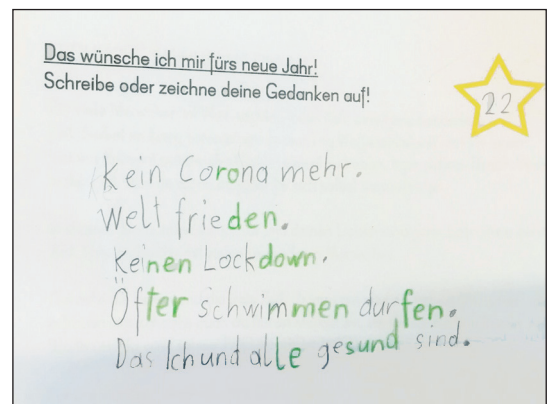 Das wünsche ich mir fürs neue Jahr!
Schreibe oder zeichne deine Gedanken auf!
22
Kein Corona mehr.
Welt frieden.
Keinen Lockdown.
Öfter schwimmen durfen.
Das Ich und alle gesund sind.